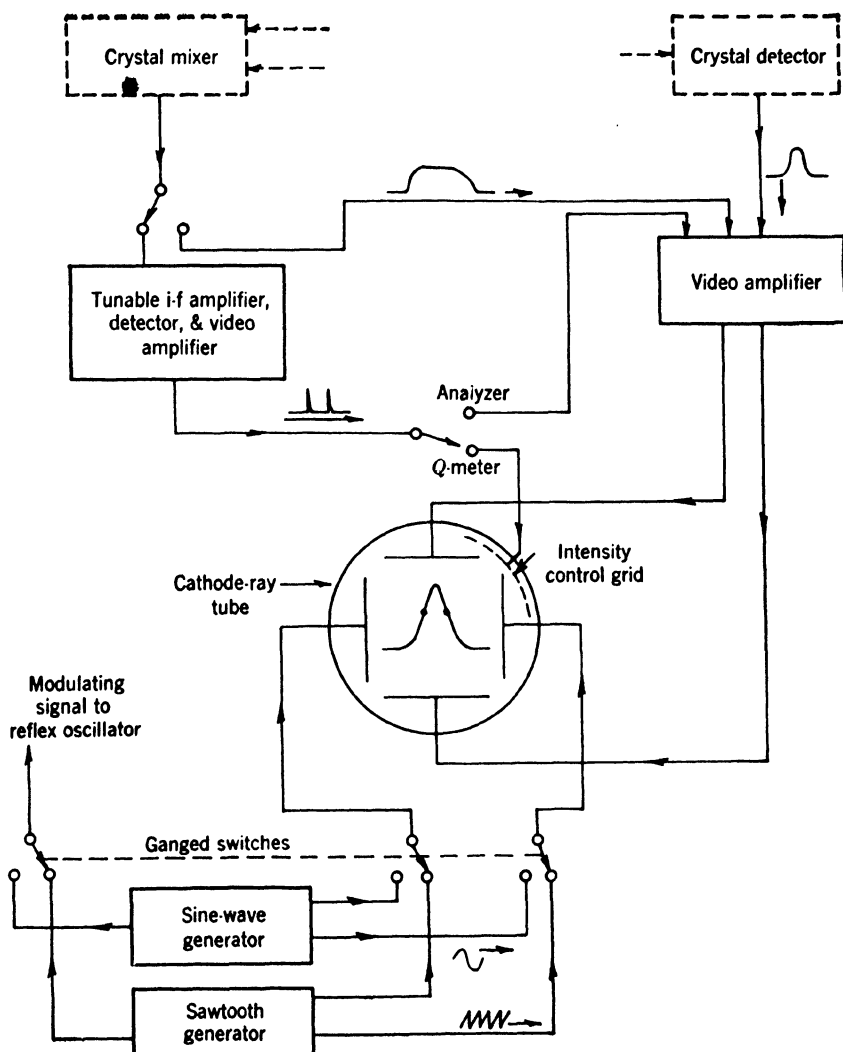 Crystal mixer
Crystal detector
Tunable i-f amplifier,
detector, & video
amplifier
Video amplifier
Analyzer
Q-meter
Intensity
control grid
Cathode-ray
tube
Modulating
signal to
reflex oscillator
Ganged switches
Sine-wave
generator
Sawtooth
generator